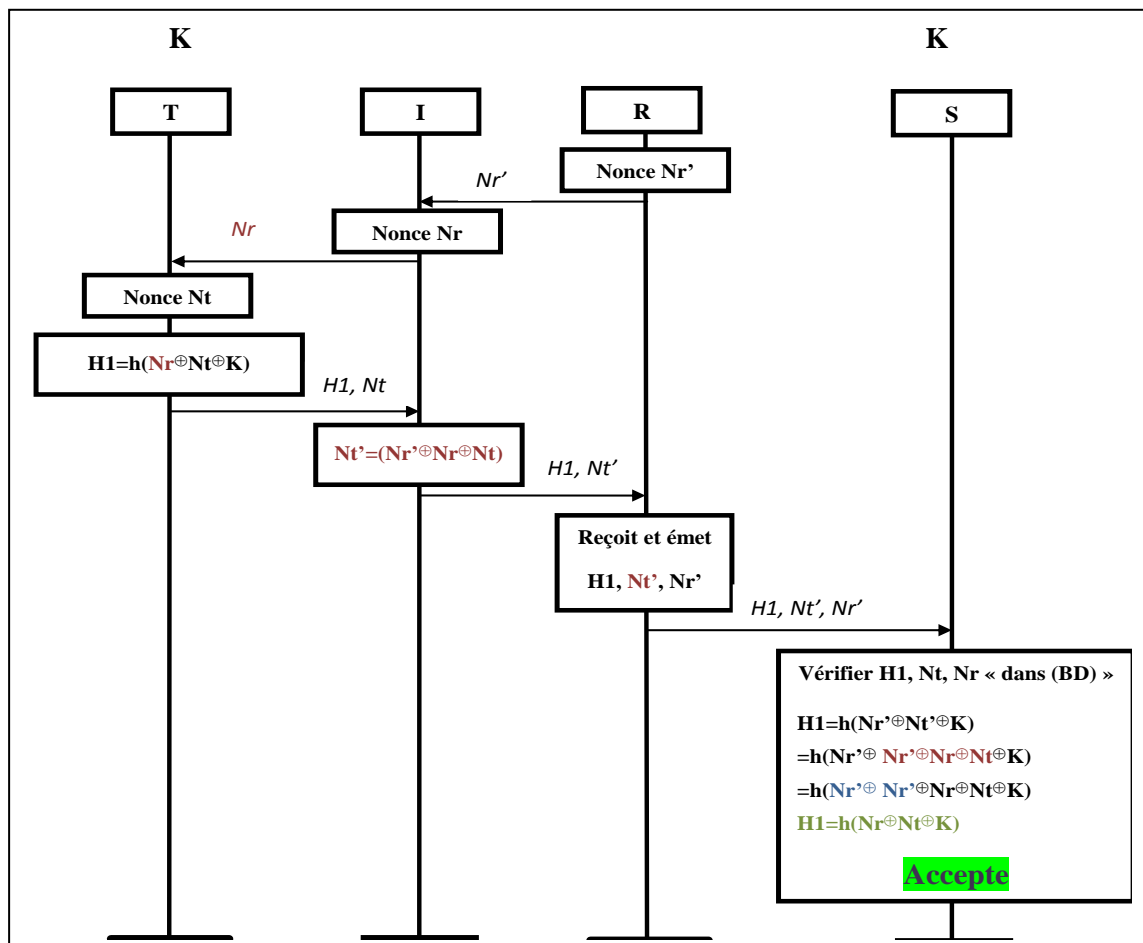 K K
T I R S
Nonce Nr’
Nr’
Nonce Nr
Nr
Nonce Nt
H1=h(Nr⊕Nt⊕K)
H1, Nt
Nt’=(Nr’⊕Nr⊕Nt)
H1, Nt’
Reçoit et émet
H1, Nt’, Nr’
H1, Nt’, Nr’
Vérifier H1, Nt, Nr « dans (BD) »
H1=h(Nr’⊕Nt’⊕K)
=h(Nr’⊕ Nr’⊕Nr⊕Nt⊕K)
=h(Nr’⊕ Nr’⊕Nr⊕Nt⊕K)
H1=h(Nr⊕Nt⊕K)
Accepte